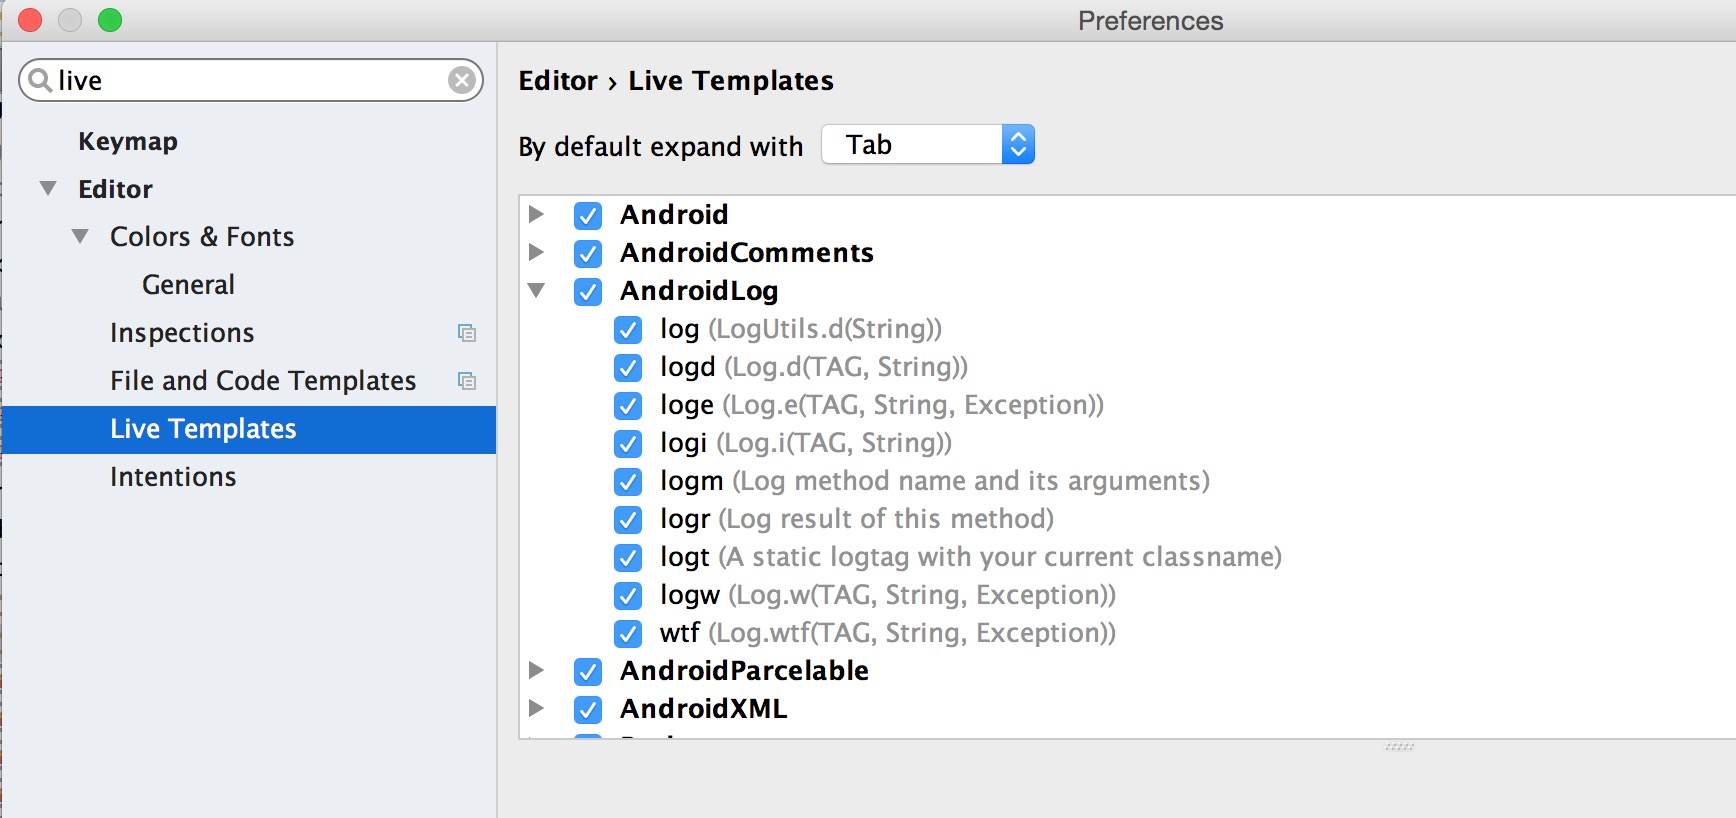 Preferences
live
Keymap
Editor
Colors & Fonts
General
Inspections
File and Code Templates
Live Templates
Intentions
Editor › Live Templates
By default expand with Tab
Android
AndroidComments
AndroidLog
log (LogUtils.d(String))
logd (Log.d(TAG, String))
loge (Log.e(TAG, String, Exception))
logi (Log.i(TAG, String))
logm (Log method name and its arguments)
logr (Log result of this method)
logt (A static logtag with your current classname)
logw (Log.w(TAG, String, Exception))
wtf (Log.wtf(TAG, String, Exception))
AndroidParcelable
AndroidXML